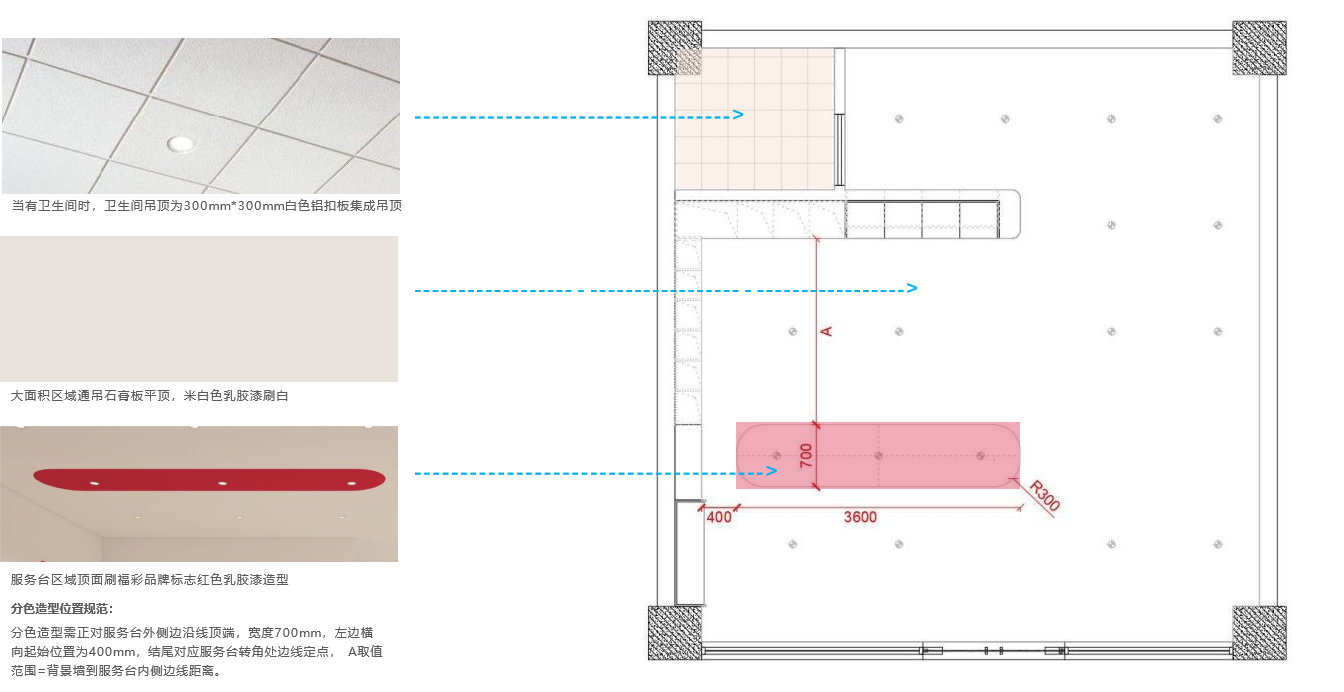 当有卫生间时，卫生间吊顶为300mm*300mm白色铝扣板集成吊顶
大面积区域通吊石膏板平顶，米白色乳胶漆刷白
服务台区域顶面刷福彩品牌标志红色乳胶漆造型
分色造型位置规范：
分色造型需正对服务台外侧边沿线顶端，宽度700mm，左边横
向起始位置为400mm，结尾对应服务台转角处边线定点， A取值
范围=背景墙到服务台内侧边线距离。
A
700
400
3600
R300